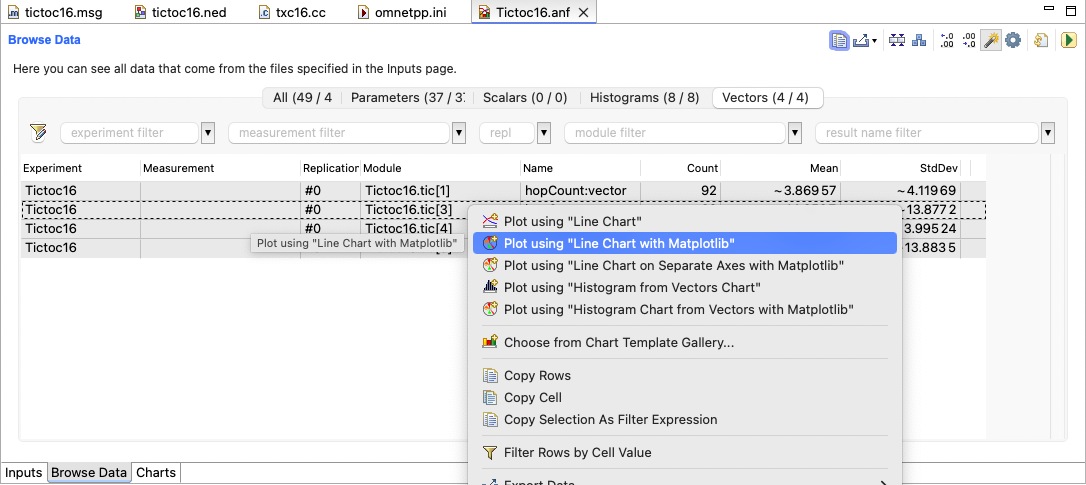 tictoc16.msg tictoc16.ned txc16.cc omnetpp.ini Tictoc16.anf
Browse Data
Here you can see all data that come from the files specified in the Inputs page.
All (49 / 4 Parameters (37 / 37 Scalars (0 / 0) Histograms (8 / 8) Vectors (4 / 4)
experiment filter measurement filter repl module filter result name filter
Experiment Measurement Replication Module Name Count Mean StdDev
Tictoc16 #0 Tictoc16.tic[1] hopCount:vector 92 ~3.86957 ~4.11969
Tictoc16 #0 Tictoc16.tic[3] ~13.8772
Tictoc16 #0 Tictoc16.tic[4] 3.99524
Tictoc16 13.8835
Plot using "Line Chart with Matplotlib"
Plot using "Line Chart"
Plot using "Line Chart with Matplotlib"
Plot using "Line Chart on Separate Axes with Matplotlib"
Plot using "Histogram from Vectors Chart"
Plot using "Histogram Chart from Vectors with Matplotlib"
Choose from Chart Template Gallery...
Copy Rows
Copy Cell
Copy Selection As Filter Expression
Filter Rows by Cell Value
Export Data
Inputs Browse Data Charts